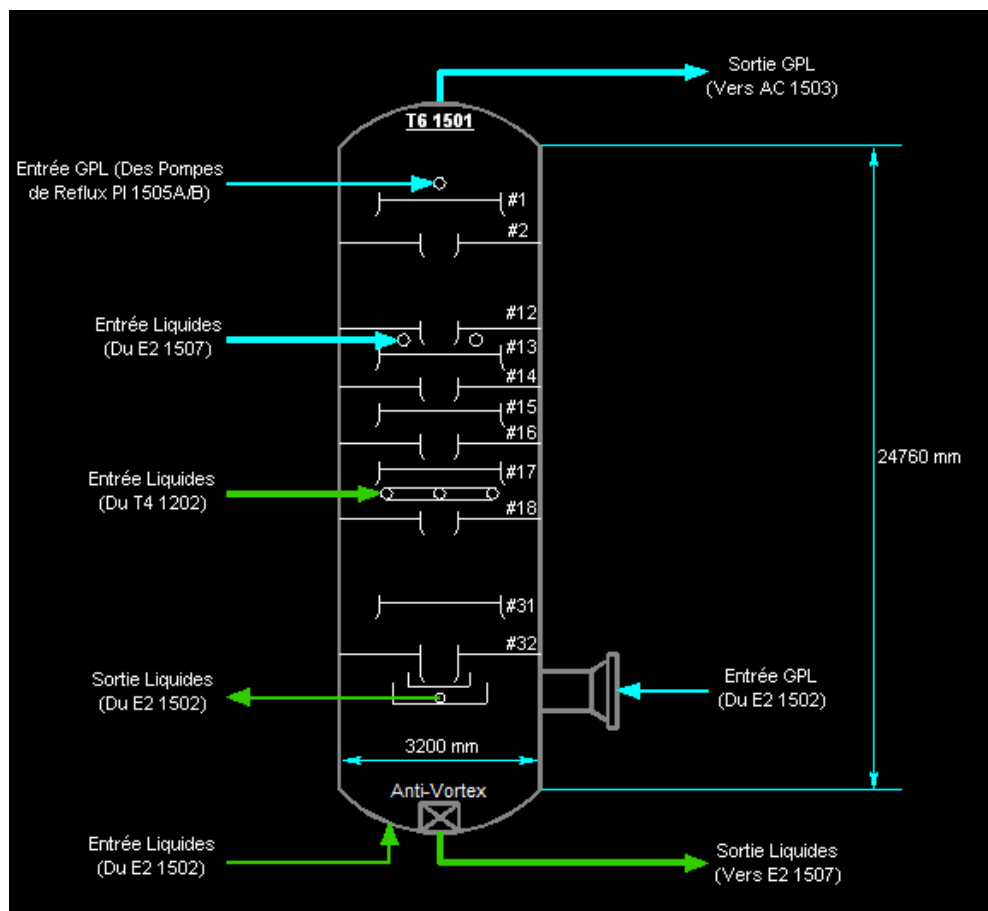 Sortie GPL
(Vers AC 1503)
T6 1501
Entrée GPL (Des Pompes
de Reflux PI 1505A/B)
#1
#2
#12
Entrée Liquides
(Du E2 1507)
#13
#14
#15
#16
24760 mm
#17
Entrée Liquides
(Du T4 1202)
#18
#31
#32
Sortie Liquides
(Du E2 1502)
Entrée GPL
(Du E2 1502)
3200 mm
Anti-Vortex
Entrée Liquides
(Du E2 1502)
Sortie Liquides
(Vers E2 1507)